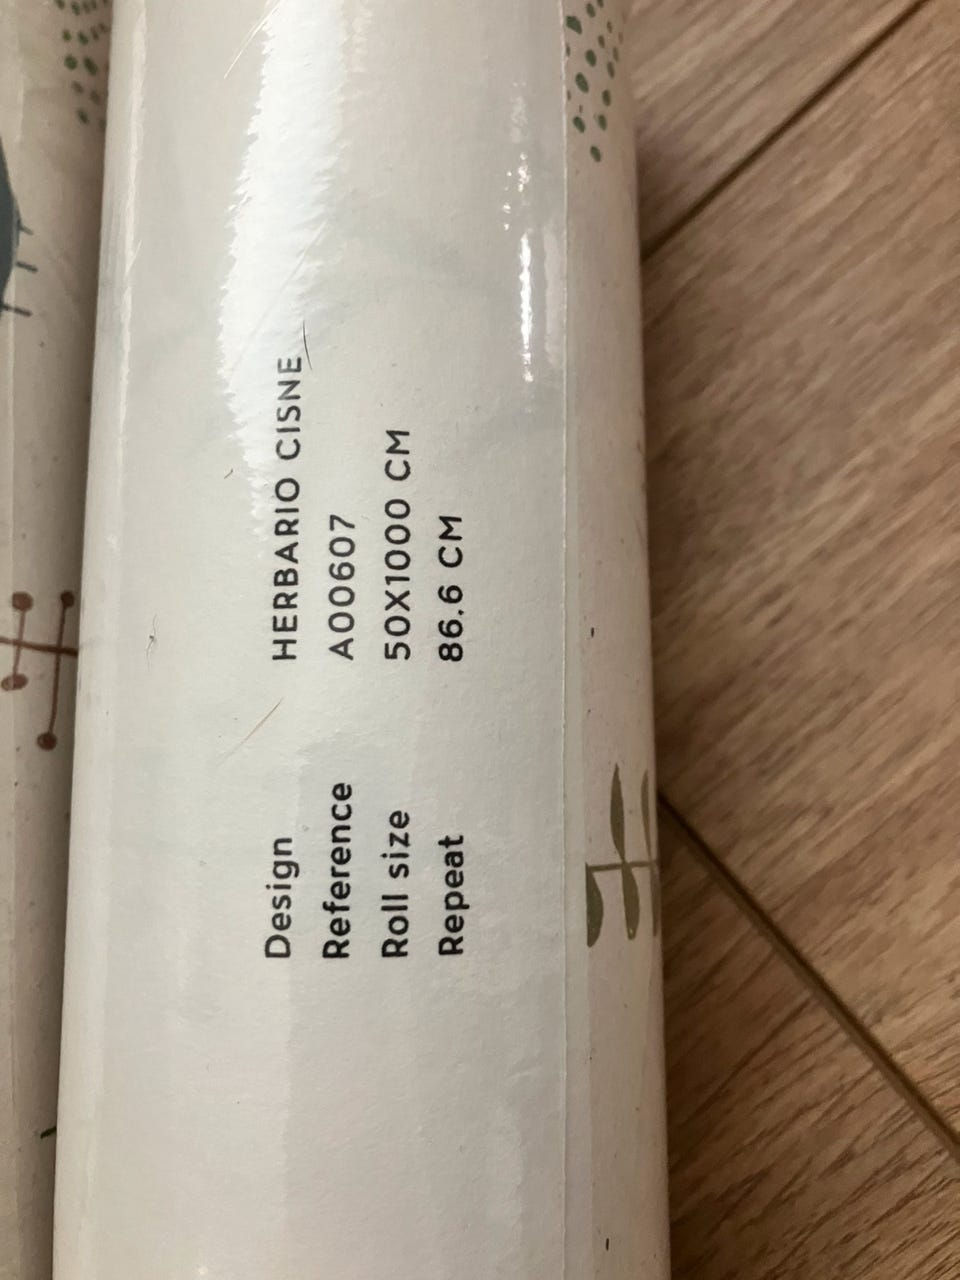 Design HERBARIO CISNE
Reference A00607
Roll size 50X1000 CM
Repeat 86.6 CM